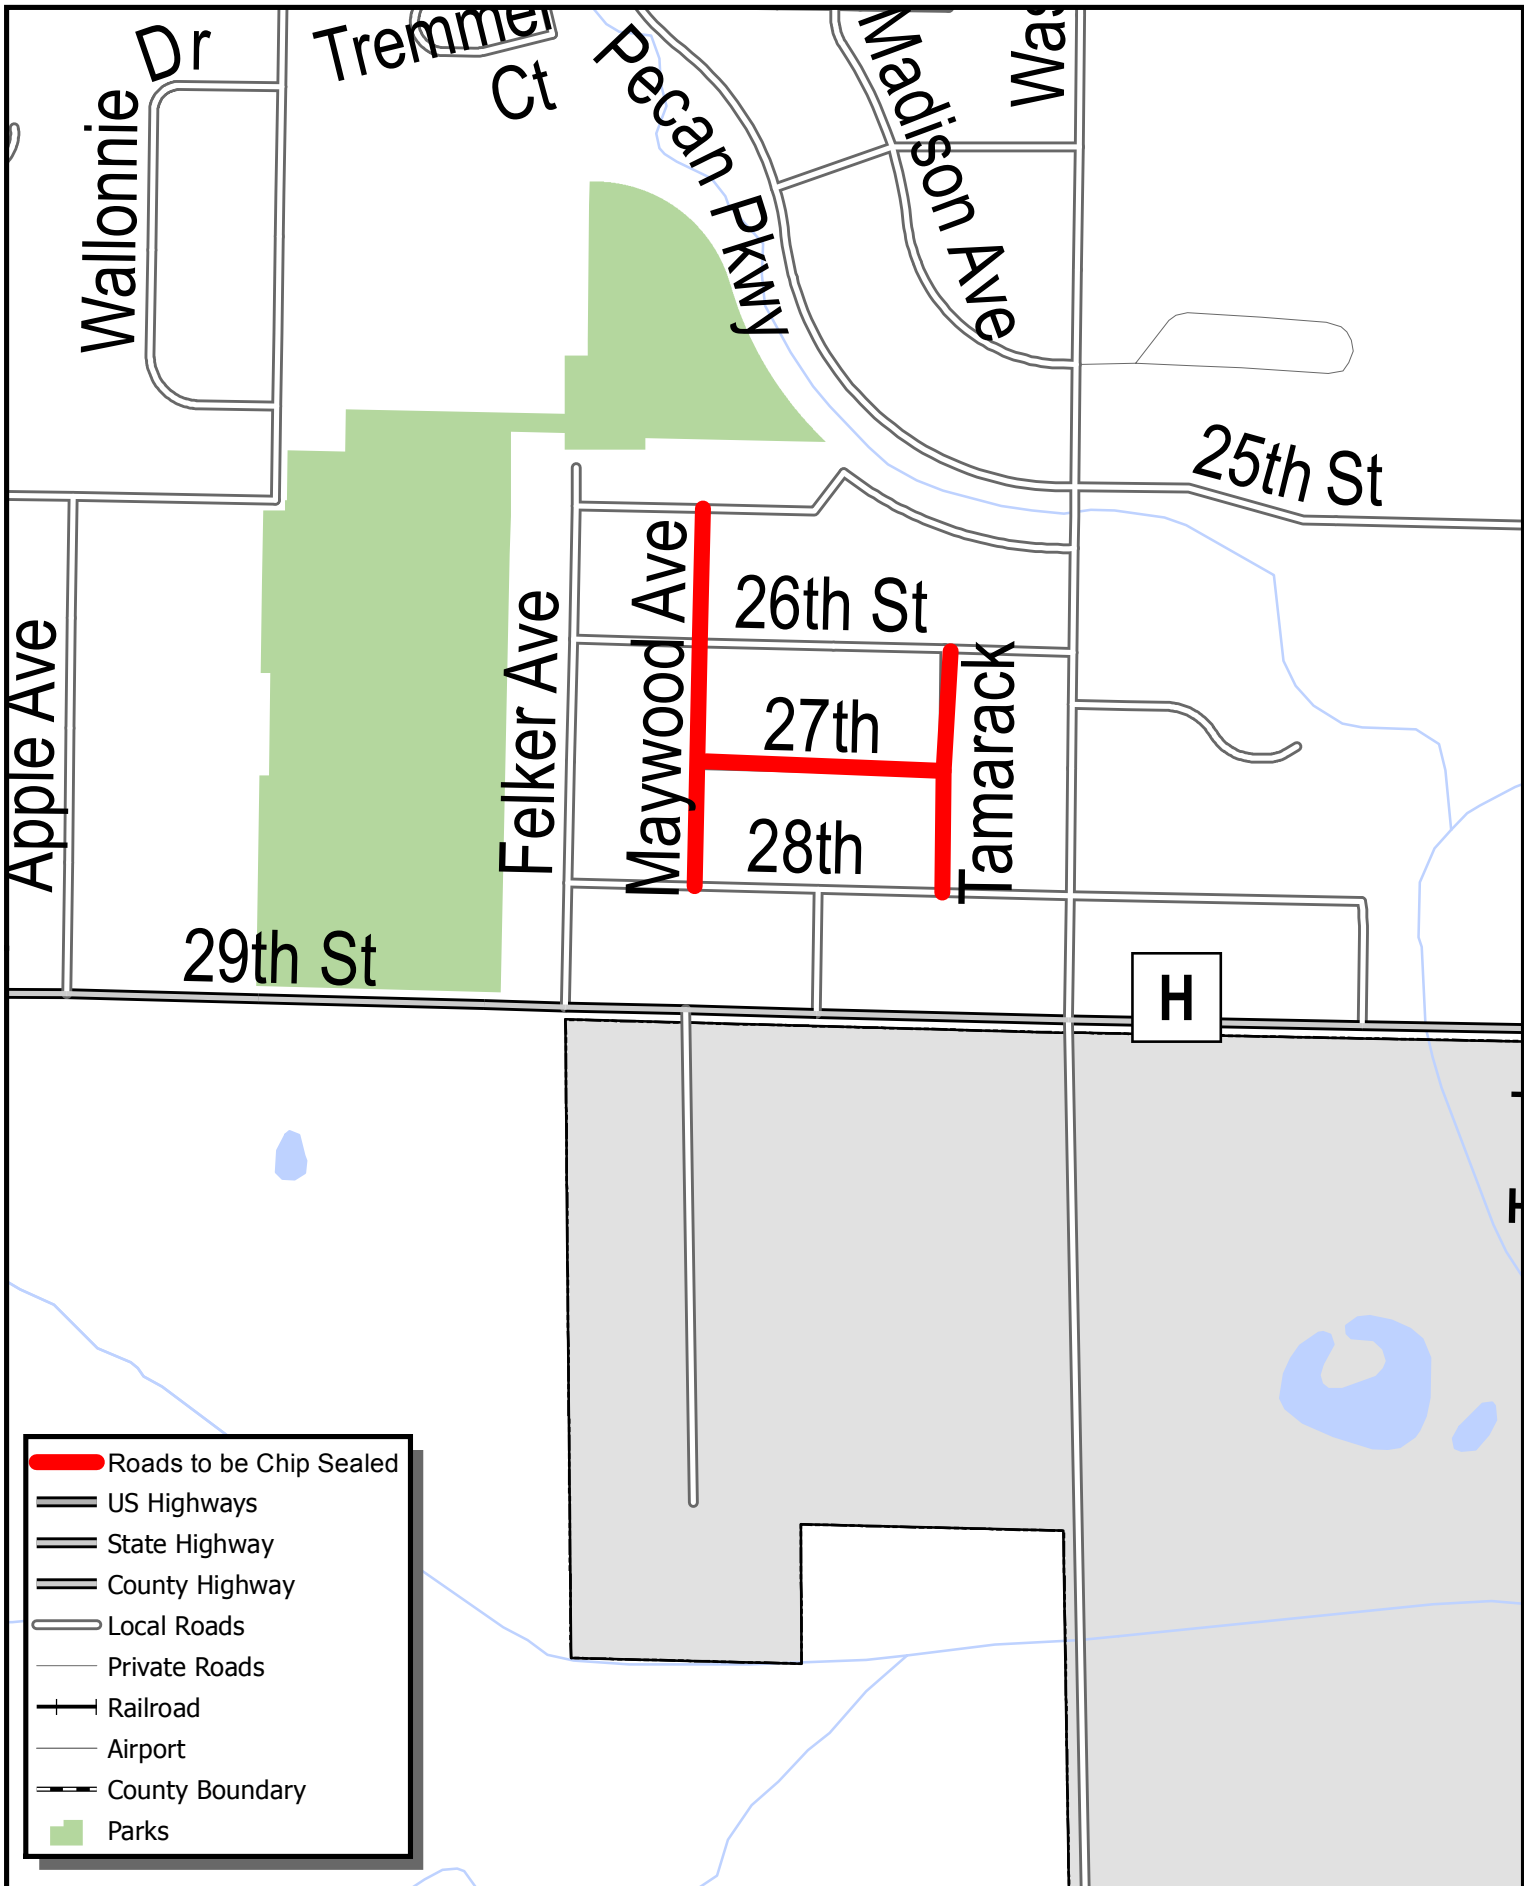 Dr
Tremmel
Ct
Wallonnie
Pecan Pkwy
Madison Ave
25th St
Maywood Ave
26th St
Felker Ave
27th
Tamarack
28th
Apple Ave
29th St
H
H
Roads to be Chip Sealed
US Highways
State Highway
County Highway
Local Roads
Private Roads
Railroad
Airport
County Boundary
Parks